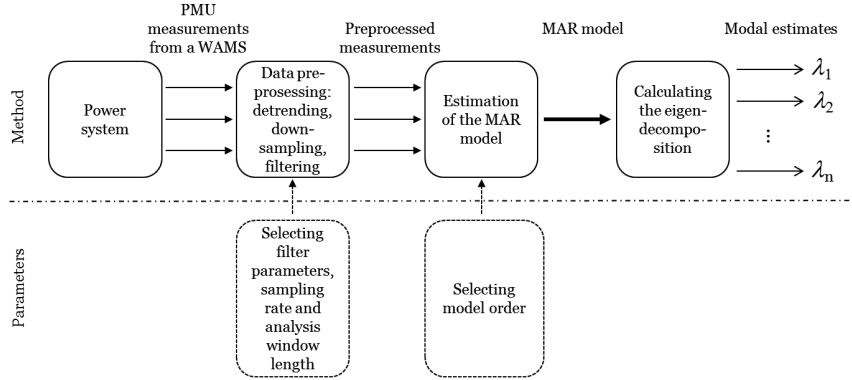 PMU
measurements
from a WAMS
Preprocessed
measurements
MAR model
Modal estimates
Method
Power
system
Data pre-
prosessing:
detrending,
down-
sampling,
filtering
Estimation
of the MAR
model
Calculating
the eigen-
decompo-
sition
λ1
λ2
⋮
λn
Parameters
Selecting
filter
parameters,
sampling
rate and
analysis
window
length
Selecting
model order